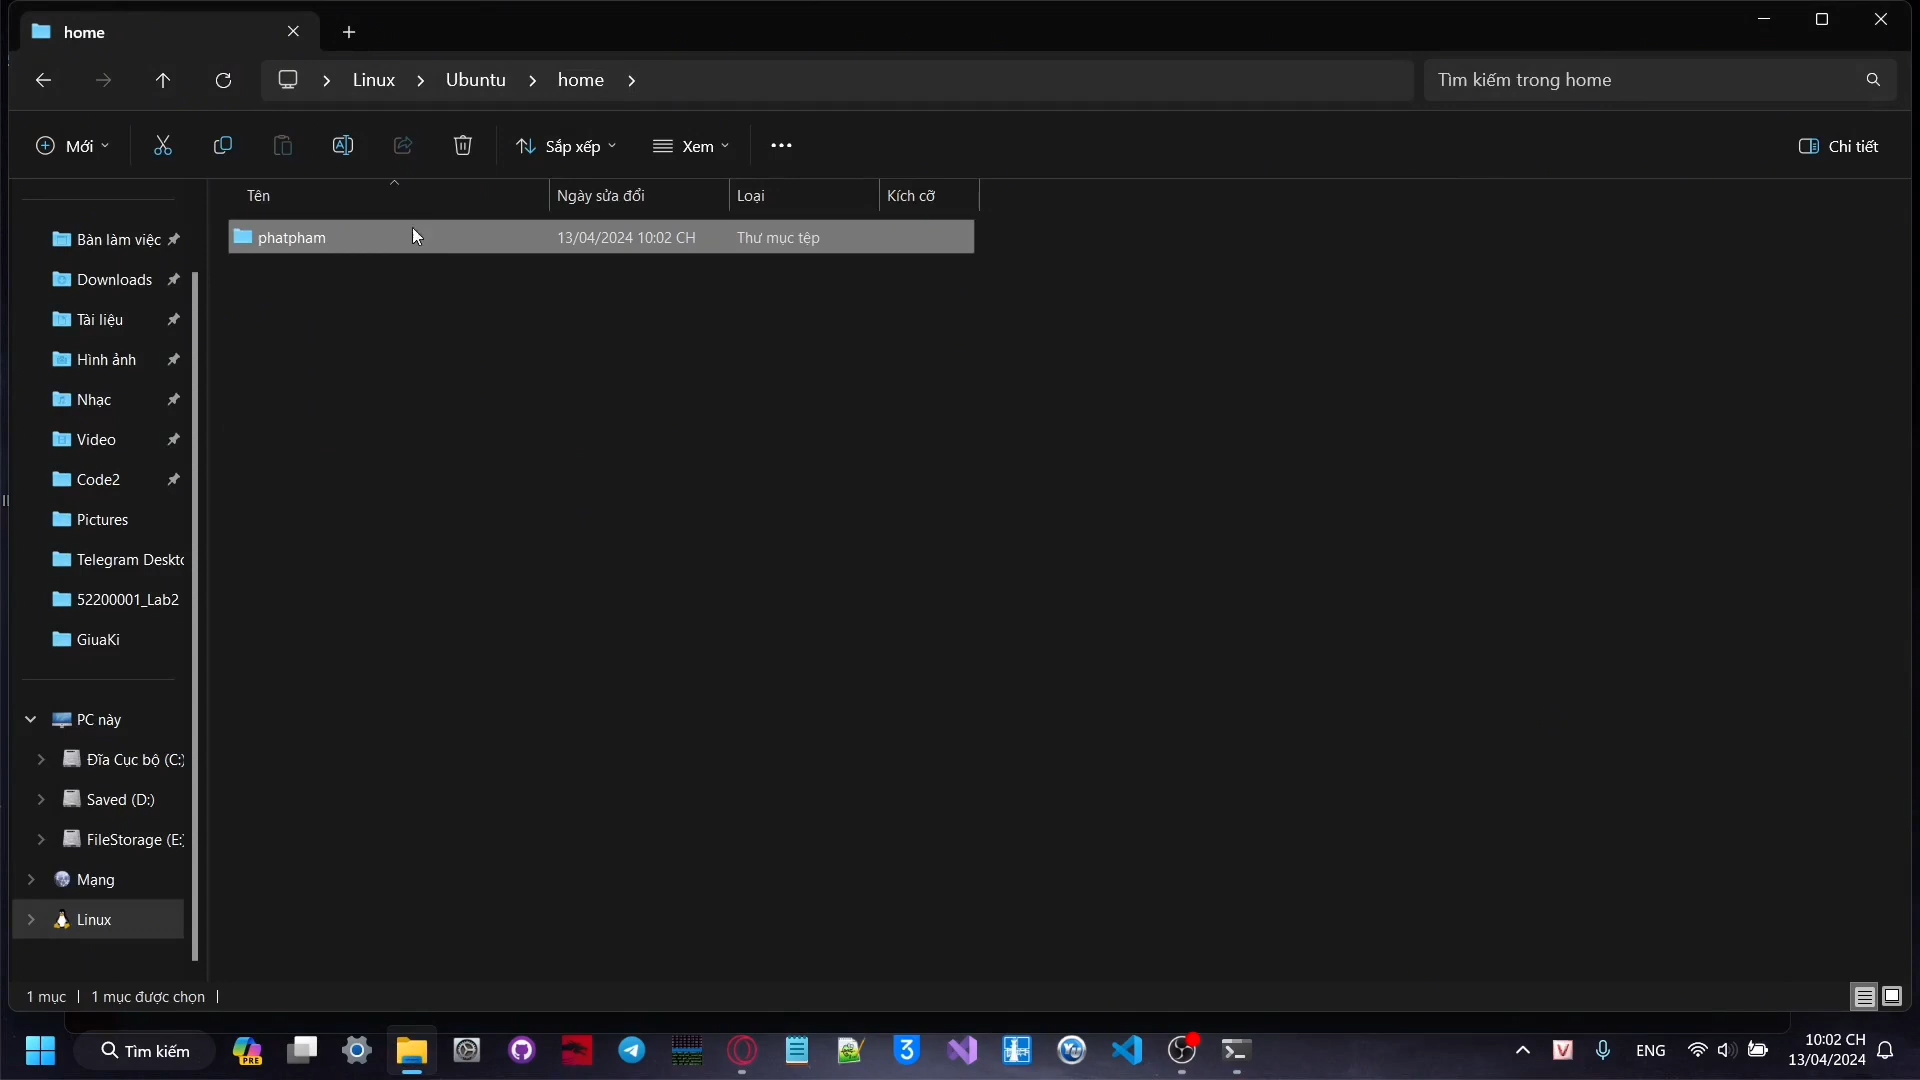 home
Linux
Ubuntu
home
Tìm kiếm trong home
Mới
Sắp xếp
Xem
Chi tiết
Tên
Ngày sửa đổi
Loại
Kích cỡ
phatpham
13/04/2024 10:02 CH
Thư mục tệp
Bàn làm việc
Downloads
Tài liệu
Hình ảnh
Nhạc
Video
Code2
Pictures
Telegram Deskto
52200001_Lab2
GiuaKi
PC này
Đĩa Cục bộ (C:)
Saved (D:)
FileStorage (E:)
Mạng
Linux
1 mục
1 mục được chọn
Tìm kiếm
PRE
ENG
10:02 CH
13/04/2024